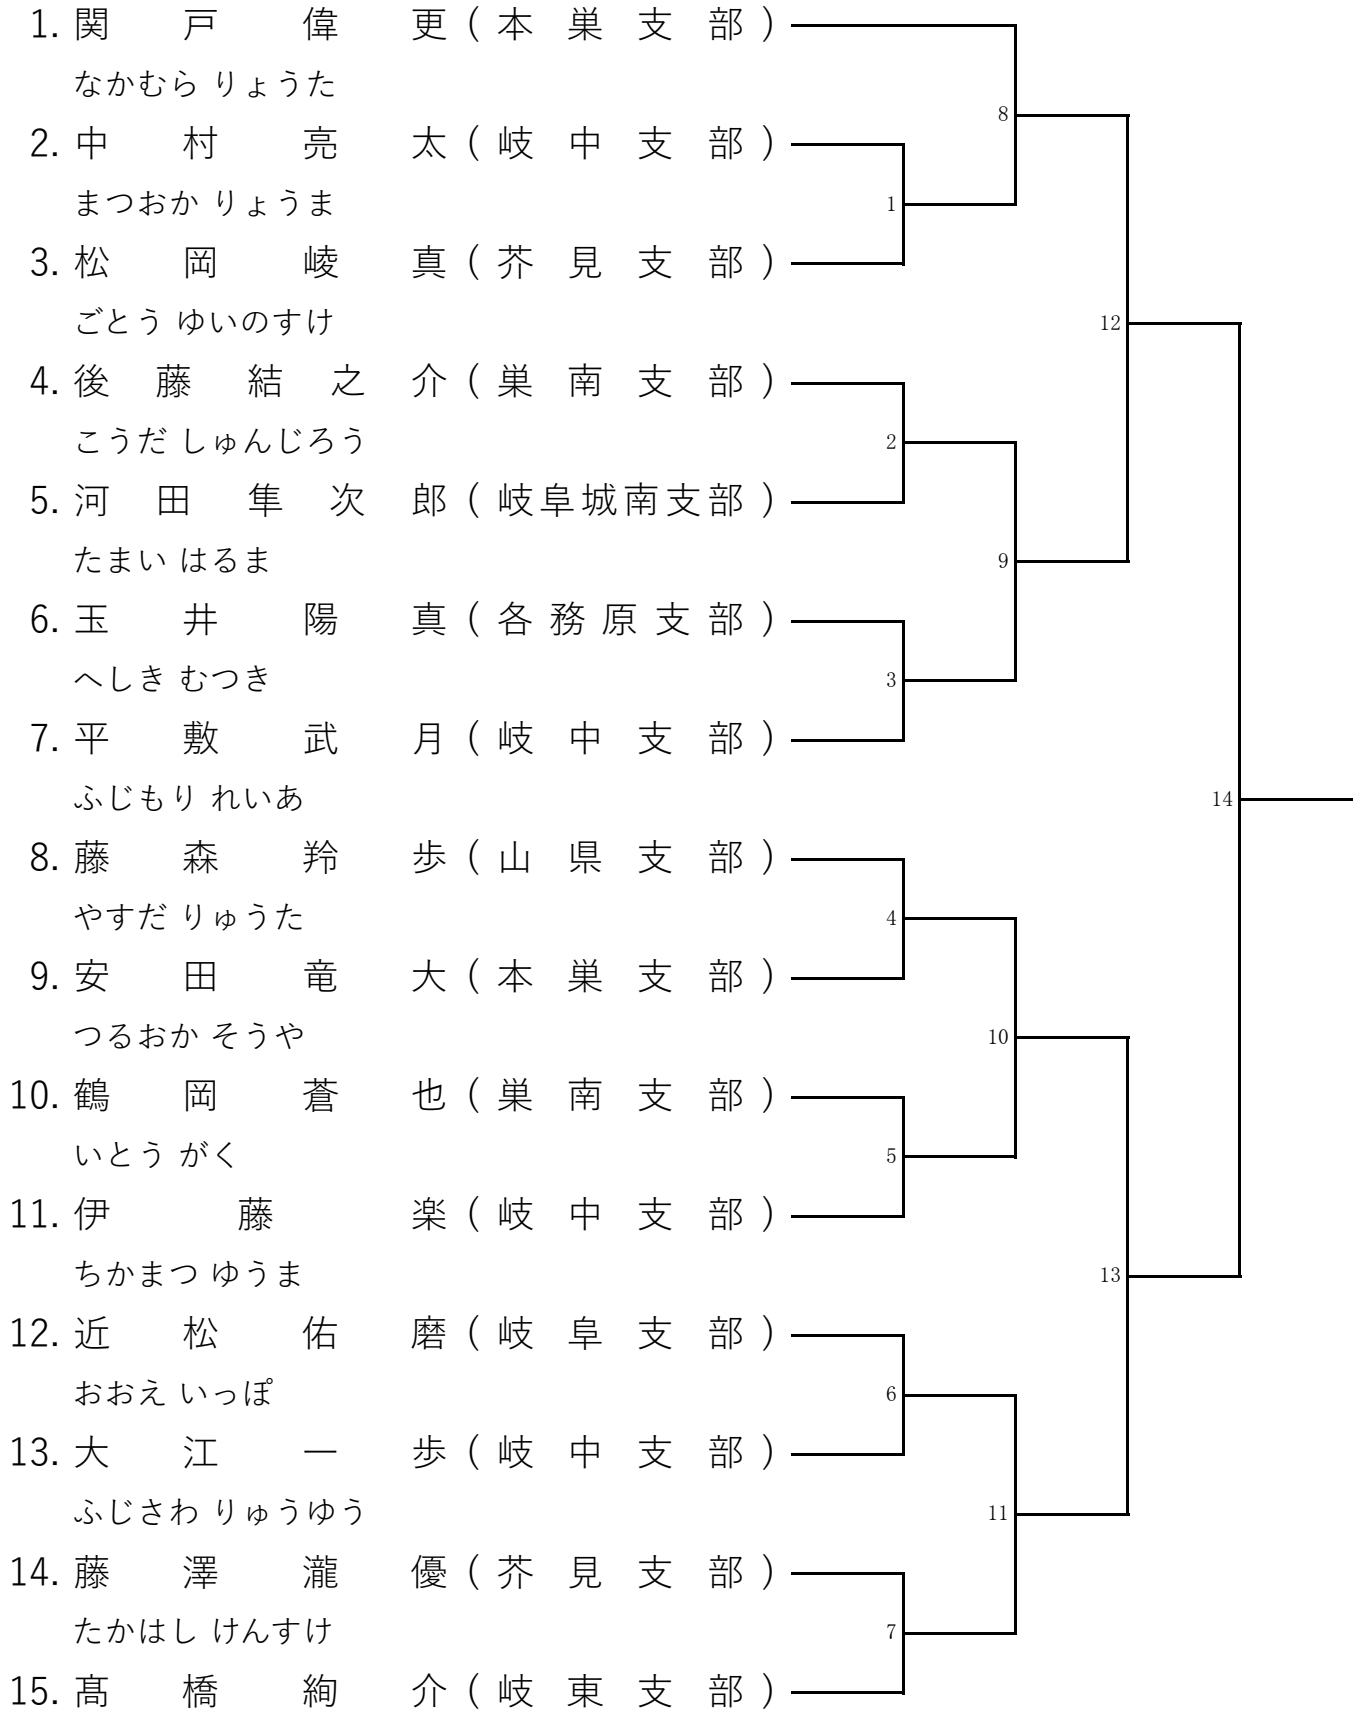 1. 関戸偉更(本巣支部)
8
なかむら りょうた
2. 中村亮太(岐中支部)
まつおか りょうま
1
3. 松岡崚真(芥見支部)
ごとう ゆいのすけ
12
4. 後藤結之介(巣南支部)
こうだ しゅんじろう
2
5. 河田隼次郎(岐阜城南支部)
たまい はるま
9
6. 玉井陽真(各務原支部)
へしき むつき
3
7. 平敷武月(岐中支部)
ふじもり れいあ
14
8. 藤森羚歩(山県支部)
やすだ りゅうた
4
9. 安田竜大(本巣支部)
つるおか そうや
10
10. 鶴岡蒼也(巣南支部)
いとう がく
5
11. 伊藤楽(岐中支部)
ちかまつ ゆうま
13
12. 近松佑磨(岐阜支部)
おおえ いっぽ
6
13. 大江一歩(岐中支部)
ふじさわ りゅうゆう
11
14. 藤澤瀧優(芥見支部)
たかはし けんすけ
7
15. 髙橋絢介(岐東支部)